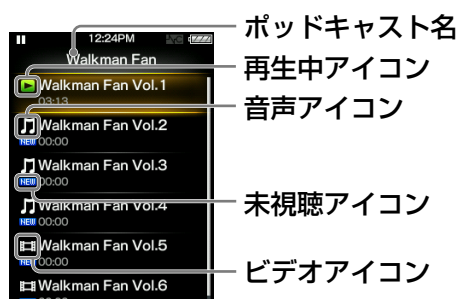 12:24PM
ポッドキャスト名
Walkman Fan
再生中アイコン
Walkman Fan Vol.1
03:13
音声アイコン
Walkman Fan Vol.2
NEW 00:00
Walkman Fan Vol.3
NEW 00:00
未視聴アイコン
Walkman Fan Vol.4
NEW 00:00
Walkman Fan Vol.5
NEW 00:00
ビデオアイコン
Walkman Fan Vol.6